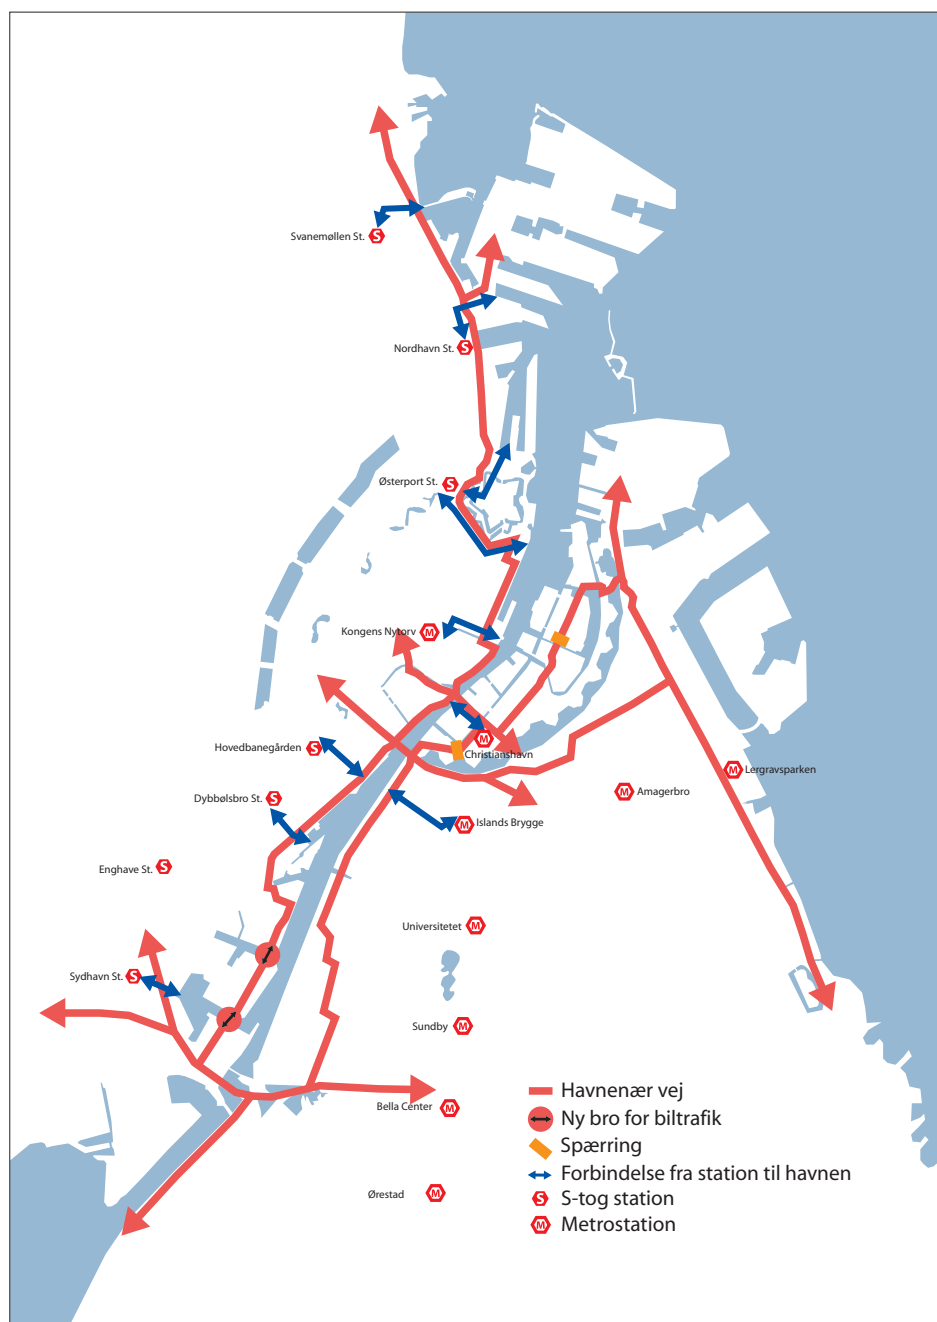 Svanemøllen St.
S
Nordhavn St.
S
Østerport St.
S
Kongens Nytorv
M
Hovedbanegården
S
M
Christianshavn
M
Lergravsparken
Dybbølsbro St.
S
M
Amagerbro
M
Islands Brygge
Enghave St.
S
Universitetet
M
Sydhavn St.
S
Sundby
M
Bella Center
M
Ørestad
M
Havnenær vej
Ny bro for biltrafik
Spærring
Forbindelse fra station til havnen
S
S-tog station
M
Metrostation